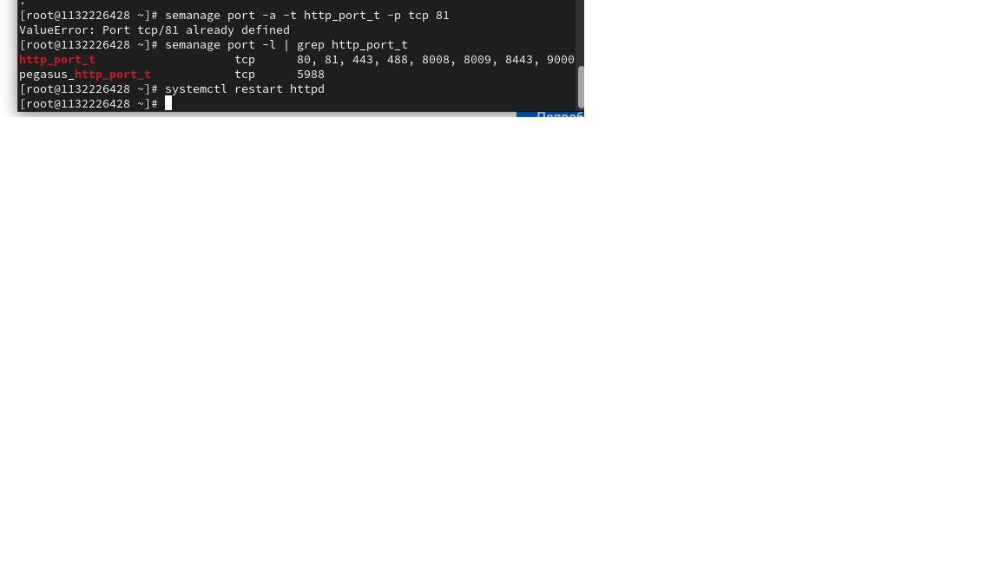 .
[root@1132226428 ~]# semanage port -a -t http_port_t -p tcp 81
ValueError: Port tcp/81 already defined
[root@1132226428 ~]# semanage port -l | grep http_port_t
http_port_t                    tcp      80, 81, 443, 488, 8008, 8009, 8443, 9000
pegasus_http_port_t            tcp      5988
[root@1132226428 ~]# systemctl restart httpd
[root@1132226428 ~]#